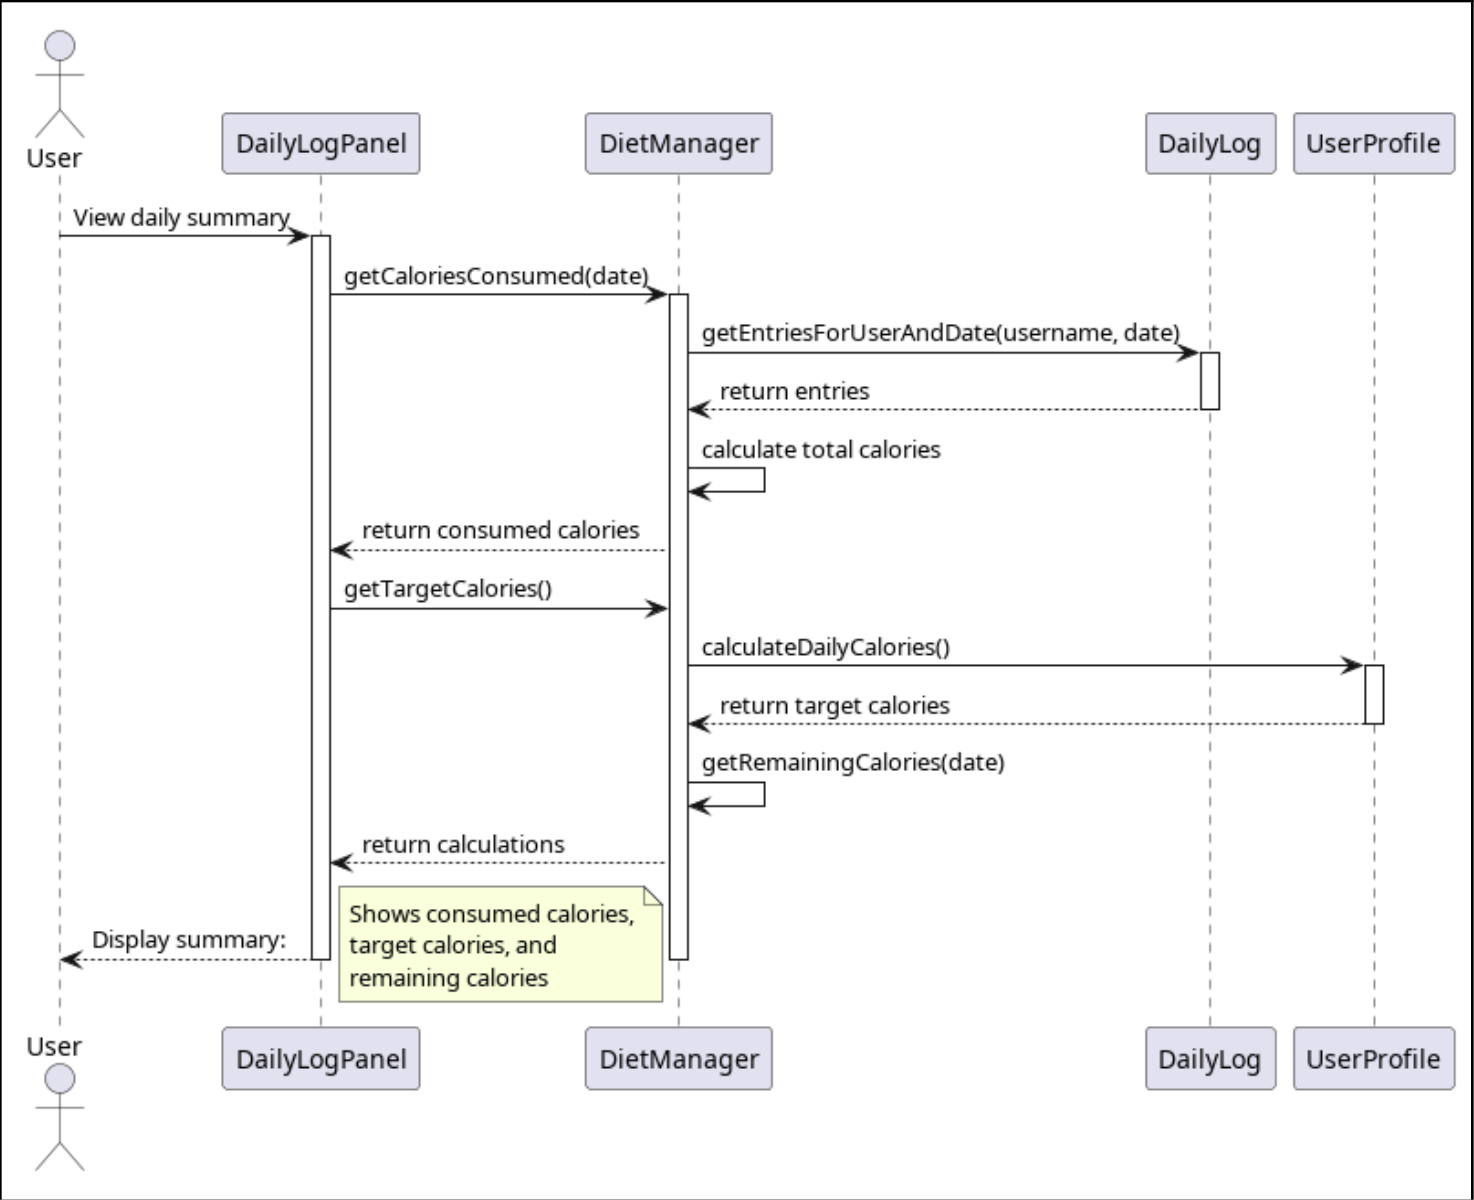 User
DailyLogPanel
DietManager
DailyLog
UserProfile
View daily summary
getCaloriesConsumed(date)
getEntriesForUserAndDate(username, date)
return entries
calculate total calories
return consumed calories
getTargetCalories()
calculateDailyCalories()
return target calories
getRemainingCalories(date)
return calculations
Shows consumed calories,
target calories, and
remaining calories
Display summary:
User
DailyLogPanel
DietManager
DailyLog
UserProfile